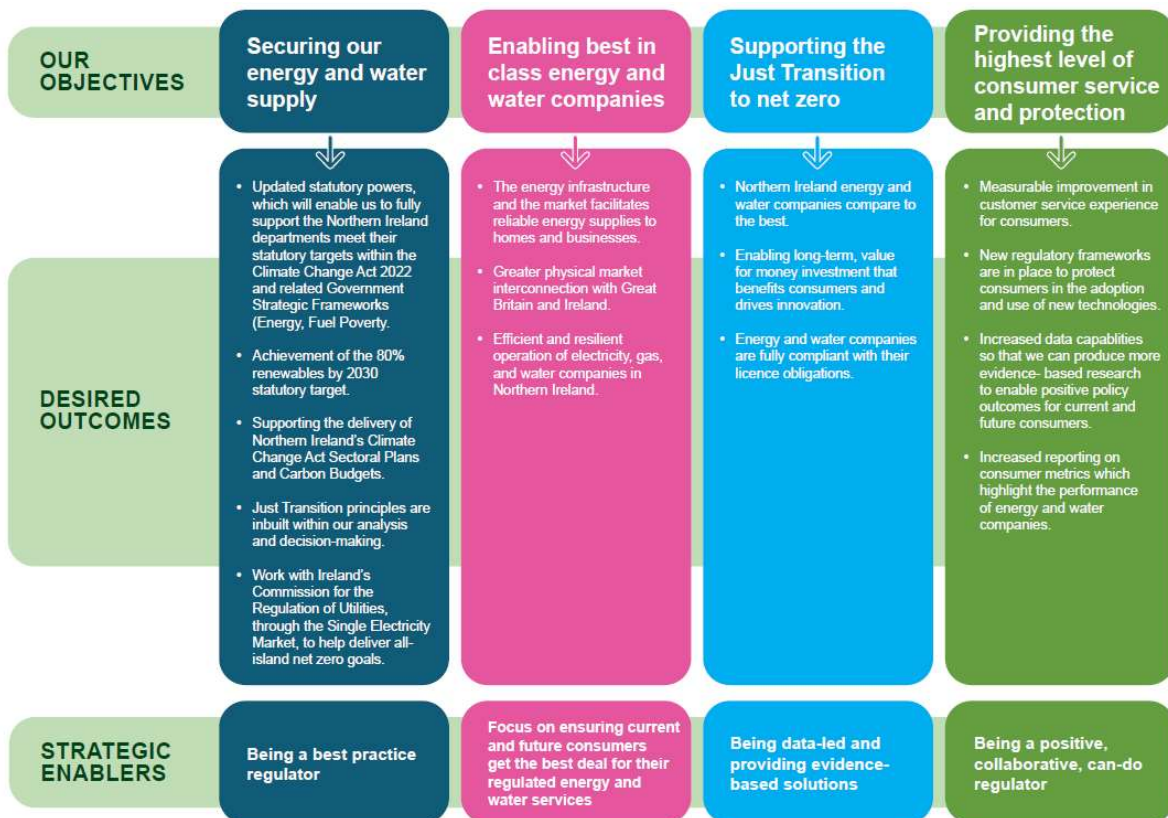 OUR
OBJECTIVES
Securing our
energy and water
supply
Enabling best in
class energy and
water companies
Supporting the
Just Transition
to net zero
Providing the
highest level of
consumer service
and protection
DESIRED
OUTCOMES
• Updated statutory powers,
which will enable us to fully
support the Northern Ireland
departments meet their
statutory targets within the
Climate Change Act 2022
and related Government
Strategic Frameworks
(Energy, Fuel Poverty.
• Achievement of the 80%
renewables by 2030
statutory target.
• Supporting the delivery of
Northern Ireland's Climate
Change Act Sectoral Plans
and Carbon Budgets.
• Just Transition principles are
inbuilt within our analysis
and decision-making.
• Work with Ireland's
Commission for the
Regulation of Utilities,
through the Single Electricity
Market, to help deliver all-
island net zero goals.
• The energy infrastructure
and the market facilitates
reliable energy supplies to
homes and businesses.
• Greater physical market
interconnection with Great
Britain and Ireland.
• Efficient and resilient
operation of electricity, gas,
and water companies in
Northern Ireland.
• Northern Ireland energy and
water companies compare to
the best.
• Enabling long-term, value
for money investment that
benefits consumers and
drives innovation.
• Energy and water companies
are fully compliant with their
licence obligations.
• Measurable improvement in
customer service experience
for consumers.
• New regulatory frameworks
are in place to protect
consumers in the adoption
and use of new technologies.
• Increased data capablities
so that we can produce more
evidence- based research
to enable positive policy
outcomes for current and
future consumers.
• Increased reporting on
consumer metrics which
highlight the performance
of energy and water
companies.
STRATEGIC
ENABLERS
Being a best practice
regulator
Focus on ensuring current
and future consumers
get the best deal for their
regulated energy and
water services
Being data-led and
providing evidence-
based solutions
Being a positive,
collaborative, can-do
regulator